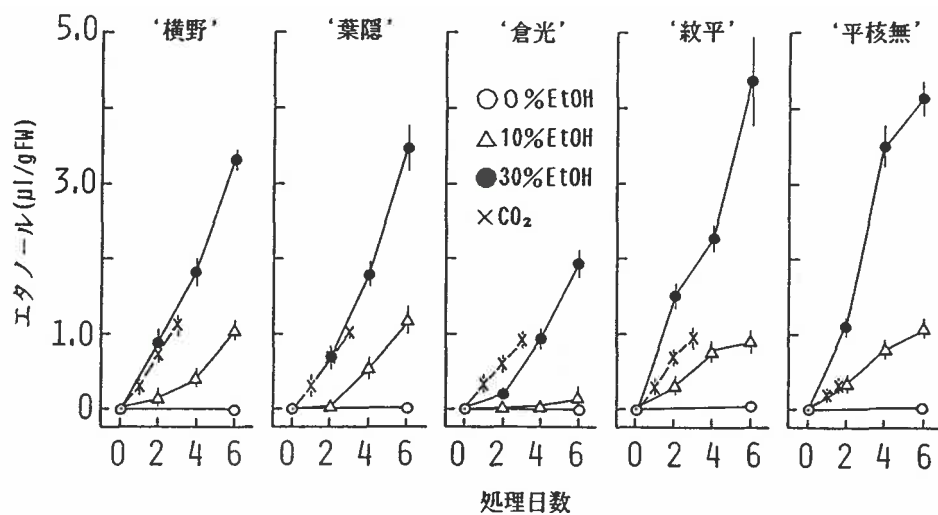 ‘横野’ ‘葉隠’ ‘倉光’ ‘紋平’ ‘平核無’
5.0
3.0
1.0
0
エタノール(μl/gFW)
0%EtOH
10%EtOH
30%EtOH
CO₂
0 2 4 6 0 2 4 6 0 2 4 6 0 2 4 6 0 2 4 6
処理日数